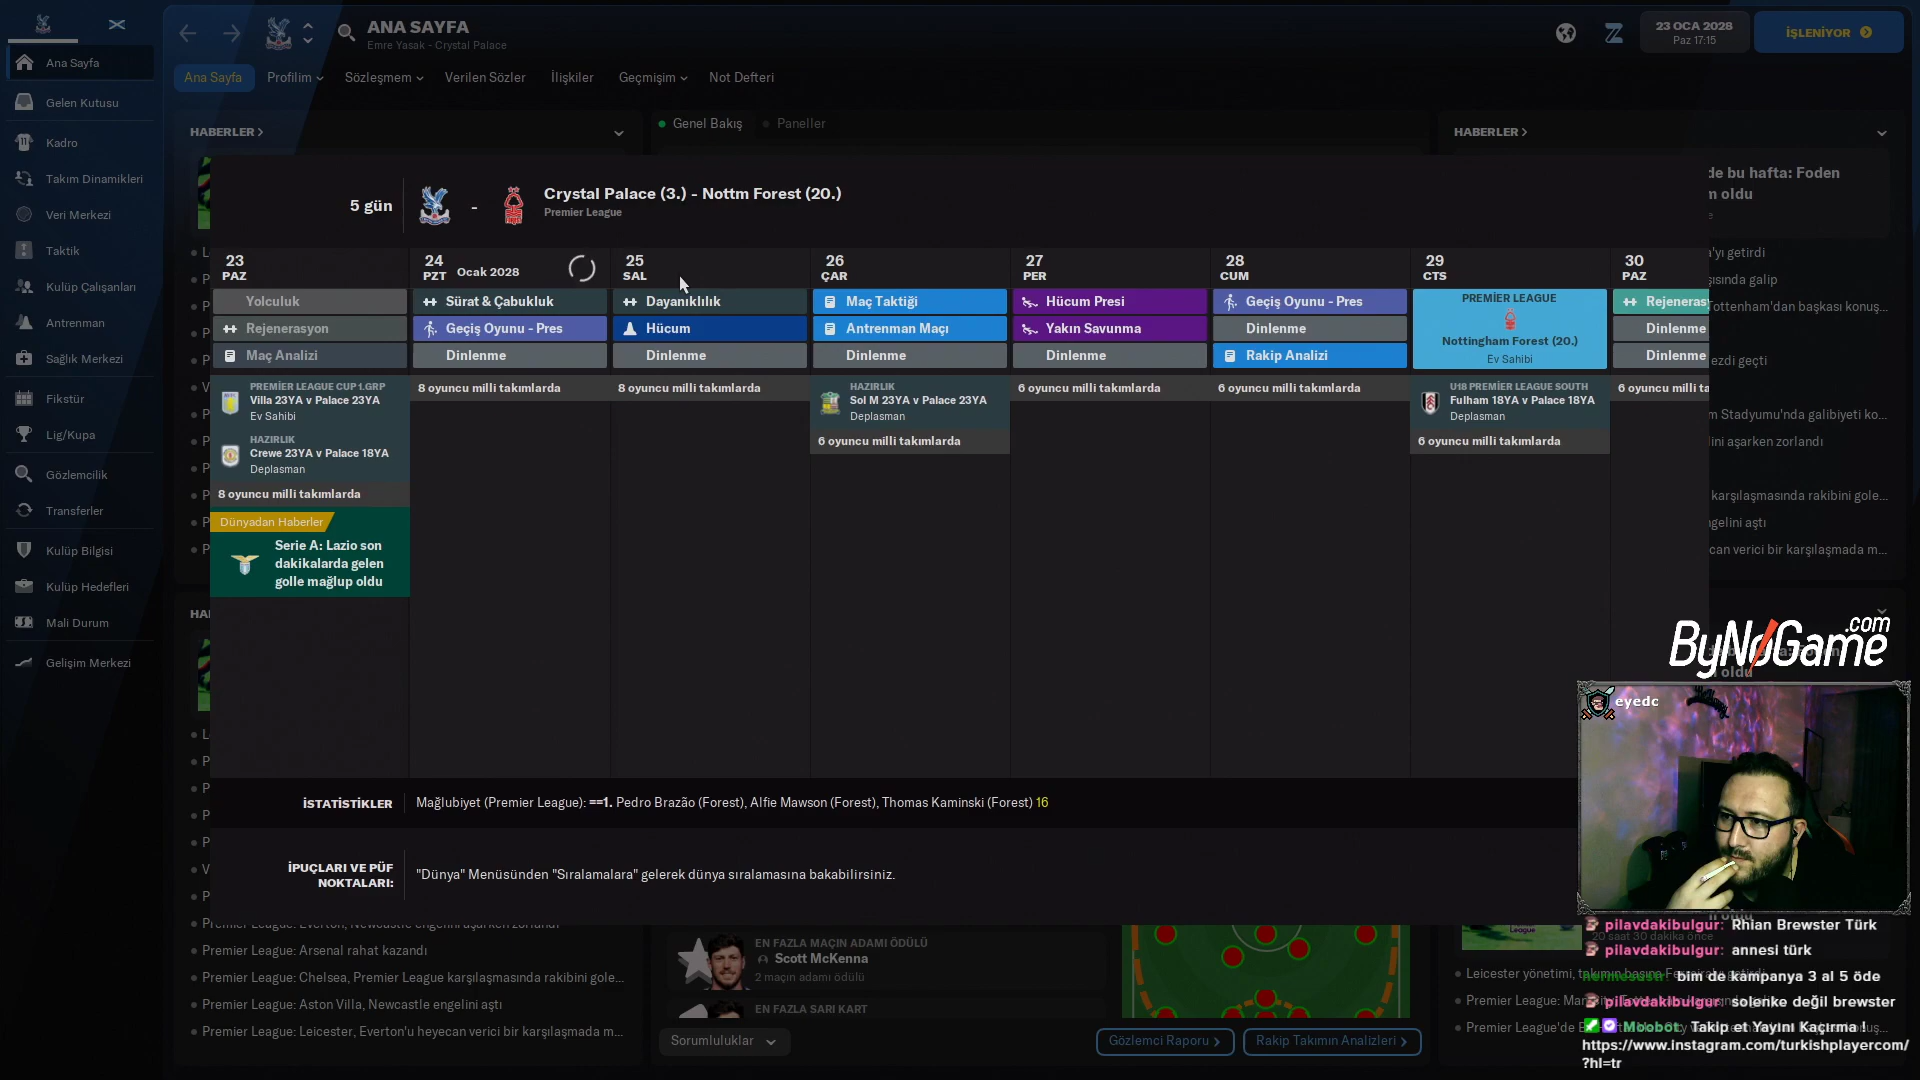 ANA SAYFA
Emre Yasak - Crystal Palace
23 OCA 2028
Paz 17:15
İŞLENİYOR
Ana Sayfa
Profilim
Sözleşmem
Verilen Sözler
İlişkiler
Geçmişim
Not Defteri
Ana Sayfa
Gelen Kutusu
Kadro
Takım Dinamikleri
Veri Merkezi
Taktik
Kulüp Çalışanları
Antrenman
Sağlık Merkezi
Fikstür
Lig/Kupa
Gözlemcilik
Transferler
Kulüp Bilgisi
Kulüp Hedefleri
Mali Durum
Gelişim Merkezi
HABERLER >
Genel Bakış
Paneller
HABERLER >
de bu hafta: Foden
5 gün
-
Crystal Palace (3.) - Nottm Forest (20.)
Premier League
23
PAZ
24
PZT Ocak 2028
25
SAL
26
ÇAR
27
PER
28
CUM
29
CTS
30
PAZ
Yolculuk
Rejenerasyon
Maç Analizi
Sürat & Çabukluk
Geçiş Oyunu - Pres
Dinlenme
Dayanıklılık
Hücum
Dinlenme
Maç Taktiği
Antrenman Maçı
Dinlenme
Hücum Presi
Yakın Savunma
Dinlenme
Geçiş Oyunu - Pres
Dinlenme
Rakip Analizi
PREMİER LEAGUE
Nottingham Forest (20.)
Ev Sahibi
Rejeneras
Dinlenme
Dinlenme
PREMİER LEAGUE CUP 1.GRP
Villa 23YA v Palace 23YA
Ev Sahibi
HAZIRLIK
Crewe 23YA v Palace 18YA
Deplasman
8 oyuncu milli takımlarda
Dünyadan Haberler
Serie A: Lazio son
dakikalarda gelen
golle mağlup oldu
8 oyuncu milli takımlarda
8 oyuncu milli takımlarda
HAZIRLIK
Sol M 23YA v Palace 23YA
Deplasman
6 oyuncu milli takımlarda
6 oyuncu milli takımlarda
6 oyuncu milli takımlarda
U18 PREMİER LEAGUE SOUTH
Fulham 18YA v Palace 18YA
Deplasman
6 oyuncu milli takımlarda
6 oyuncu milli ta
İSTATİSTİKLER
Mağlubiyet (Premier League): ==1. Pedro Brazão (Forest), Alfie Mawson (Forest), Thomas Kaminski (Forest) 16
İPUÇLARI VE PÜF
NOKTALARI:
"Dünya" Menüsünden "Sıralamalara" gelerek dünya sıralamasına bakabilirsiniz.
Premier League: Arsenal rahat kazandı
Premier League: Chelsea, Premier League karşılaşmasında rakibini gole...
Premier League: Aston Villa, Newcastle engelini aştı
Premier League: Leicester, Everton'u heyecan verici bir karşılaşmada m...
EN FAZLA MAÇIN ADAMI ÖDÜLÜ
Scott McKenna
2 maçın adamı ödülü
EN FAZLA SARI KART
Sorumluluklar
Gözlemci Raporu >
Rakip Takımın Analizleri >
ByNoGame.com
eyedc
pilavdakibulgur: Rhian Brewster Türk
pilavdakibulgur: annesi türk
bim de kampanya 3 al 5 öde
pilavdakibulgur: solenke değil brewster
Moobot: Takip et Yayını Kaçırma !
https://www.instagram.com/turkishplayercom/
?hl=tr